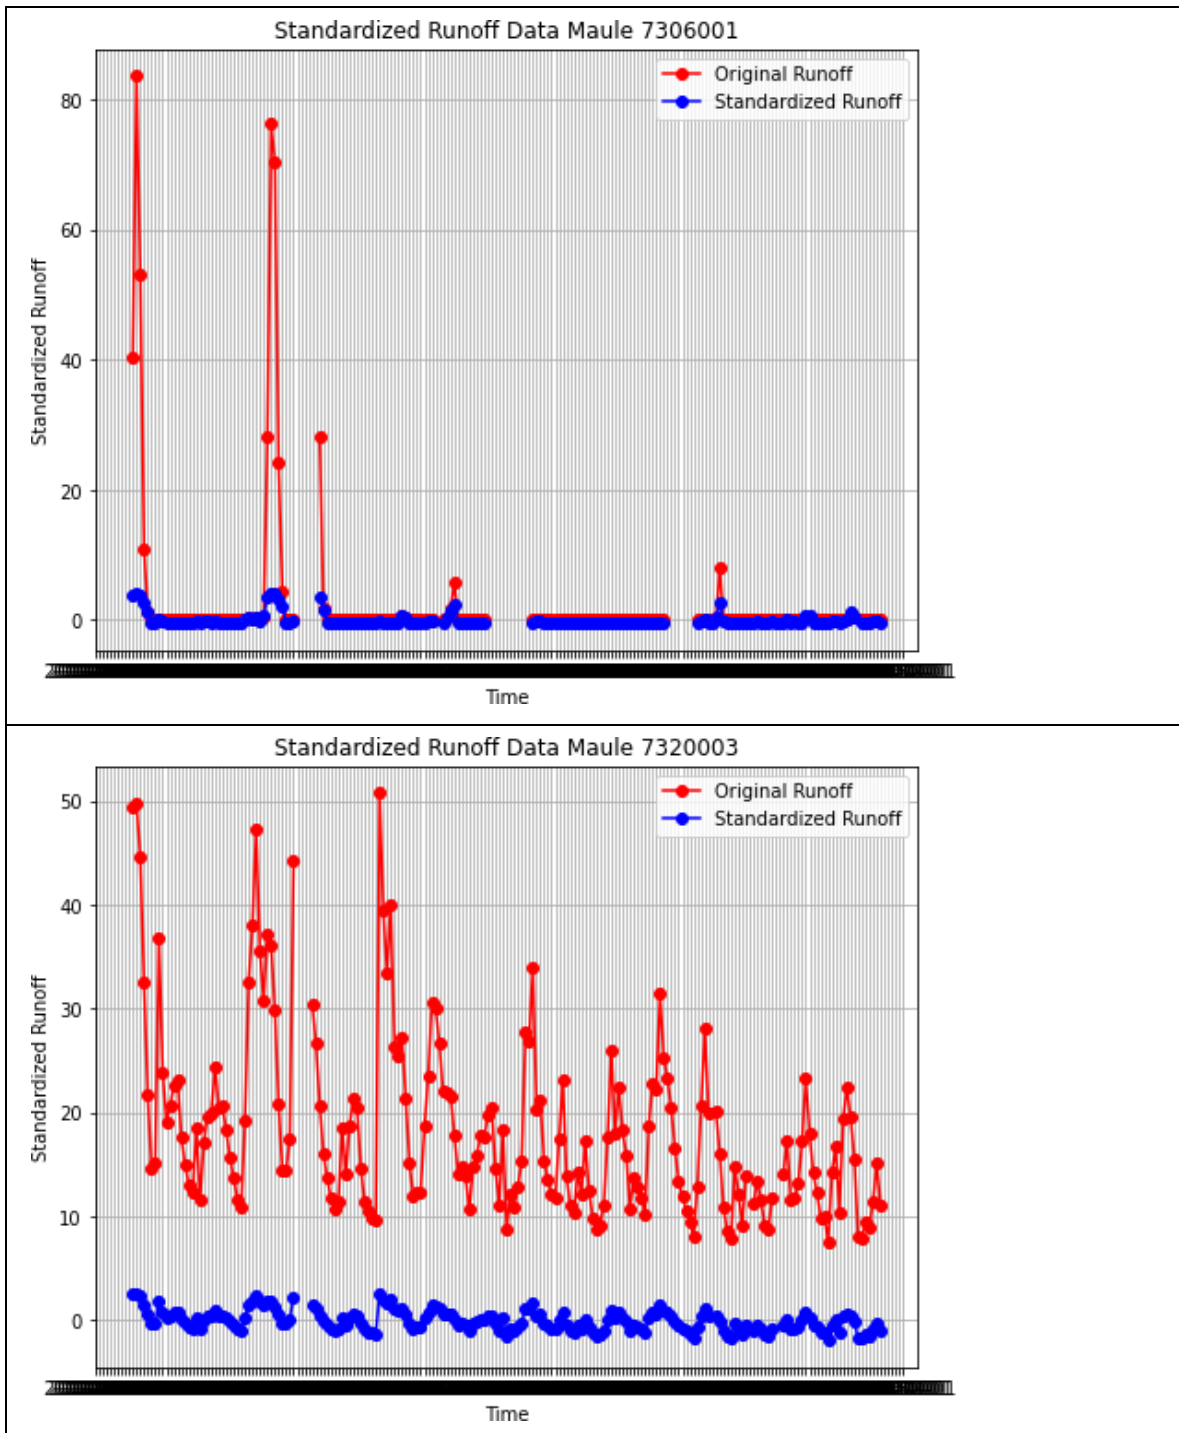 Standardized Runoff Data Maule 7306001
Original Runoff
Standardized Runoff
80
60
40
20
0
Standardized Runoff
Time
Standardized Runoff Data Maule 7320003
Original Runoff
Standardized Runoff
50
40
30
20
10
0
Standardized Runoff
Time